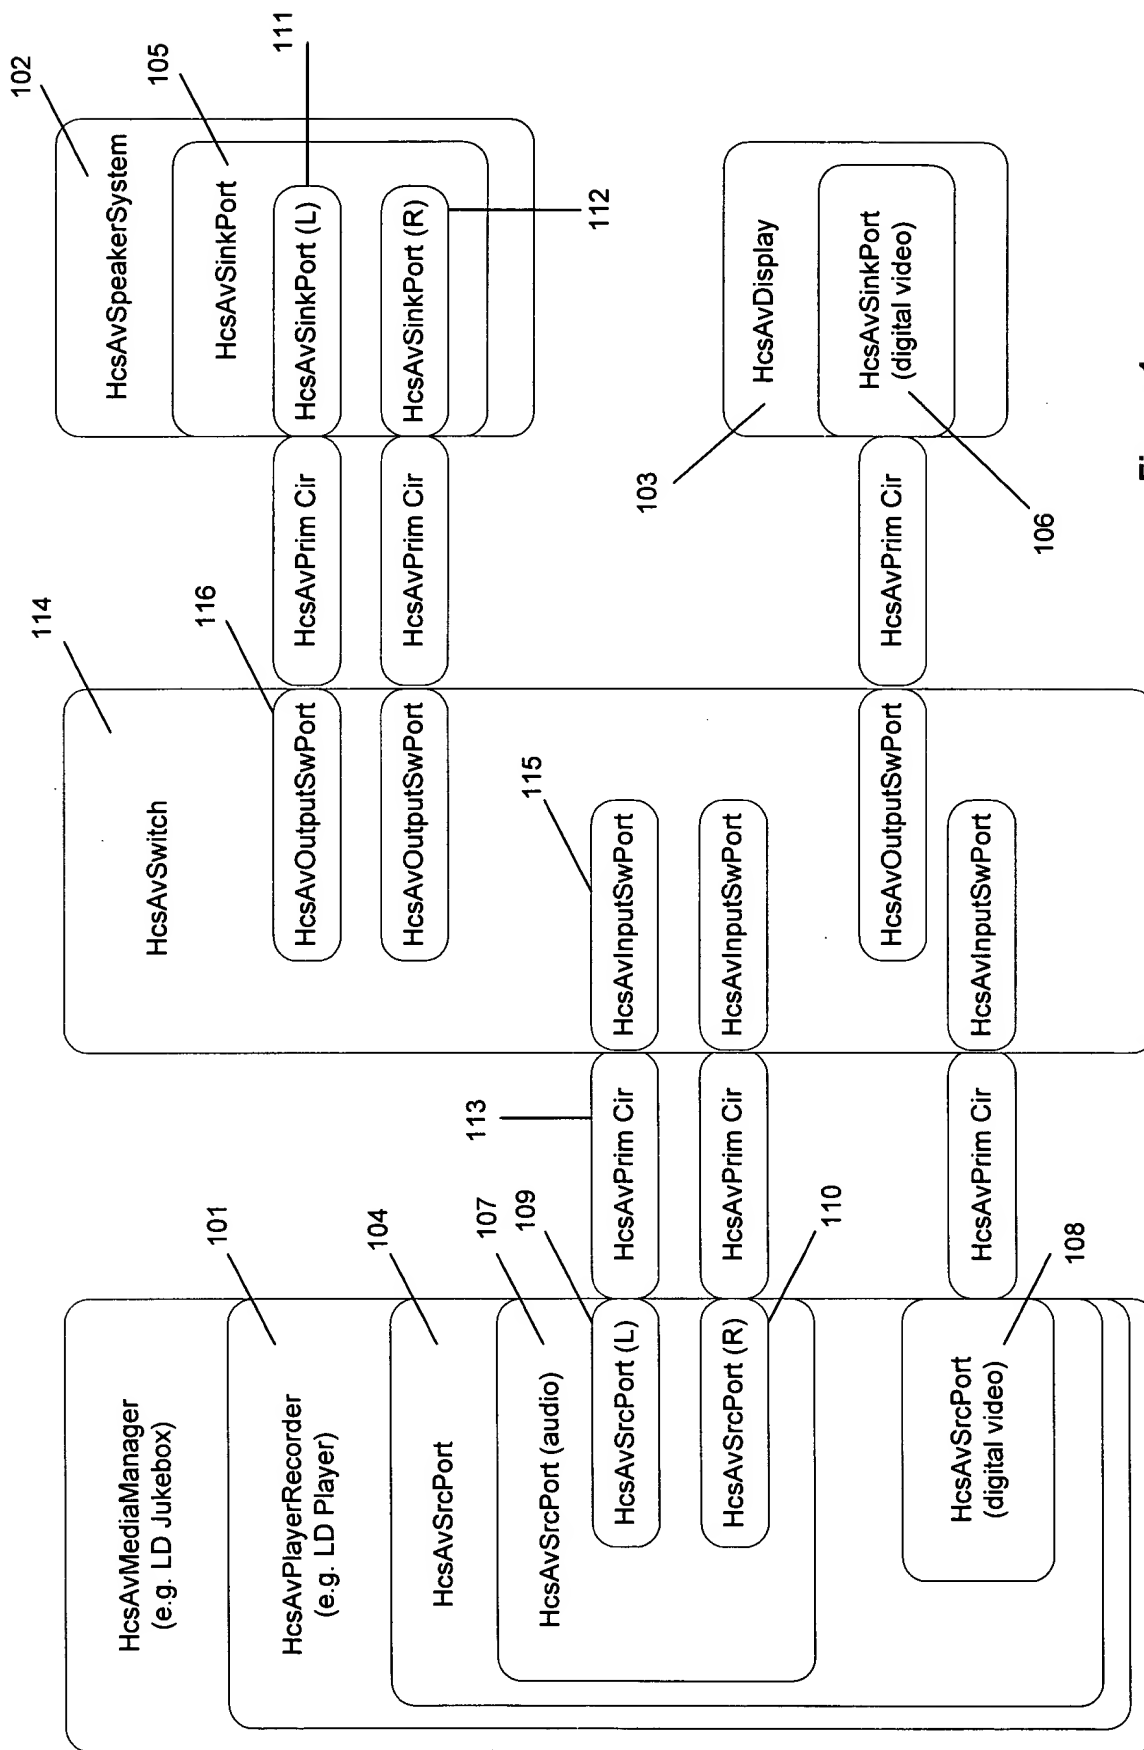 HcsAvMediaManager
(e.g. LD Jukebox)
HcsAvPlayerRecorder
(e.g. LD Player)
101
HcsAvSrcPort
104
HcsAvSrcPort (audio)
107
HcsAvSrcPort (L)
109
HcsAvSrcPort (R)
110
HcsAvSrcPort
(digital video)
108
HcsAvPrim Cir
113
HcsAvPrim Cir
HcsAvPrim Cir
HcsAvSwitch
114
HcsAvOutputSwPort
116
HcsAvOutputSwPort
HcsAvInputSwPort
115
HcsAvInputSwPort
HcsAvOutputSwPort
HcsAvInputSwPort
HcsAvPrim Cir
HcsAvPrim Cir
HcsAvPrim Cir
HcsAvSpeakerSystem
102
HcsAvSinkPort
105
HcsAvSinkPort (L)
111
HcsAvSinkPort (R)
112
HcsAvDisplay
103
HcsAvSinkPort
(digital video)
106